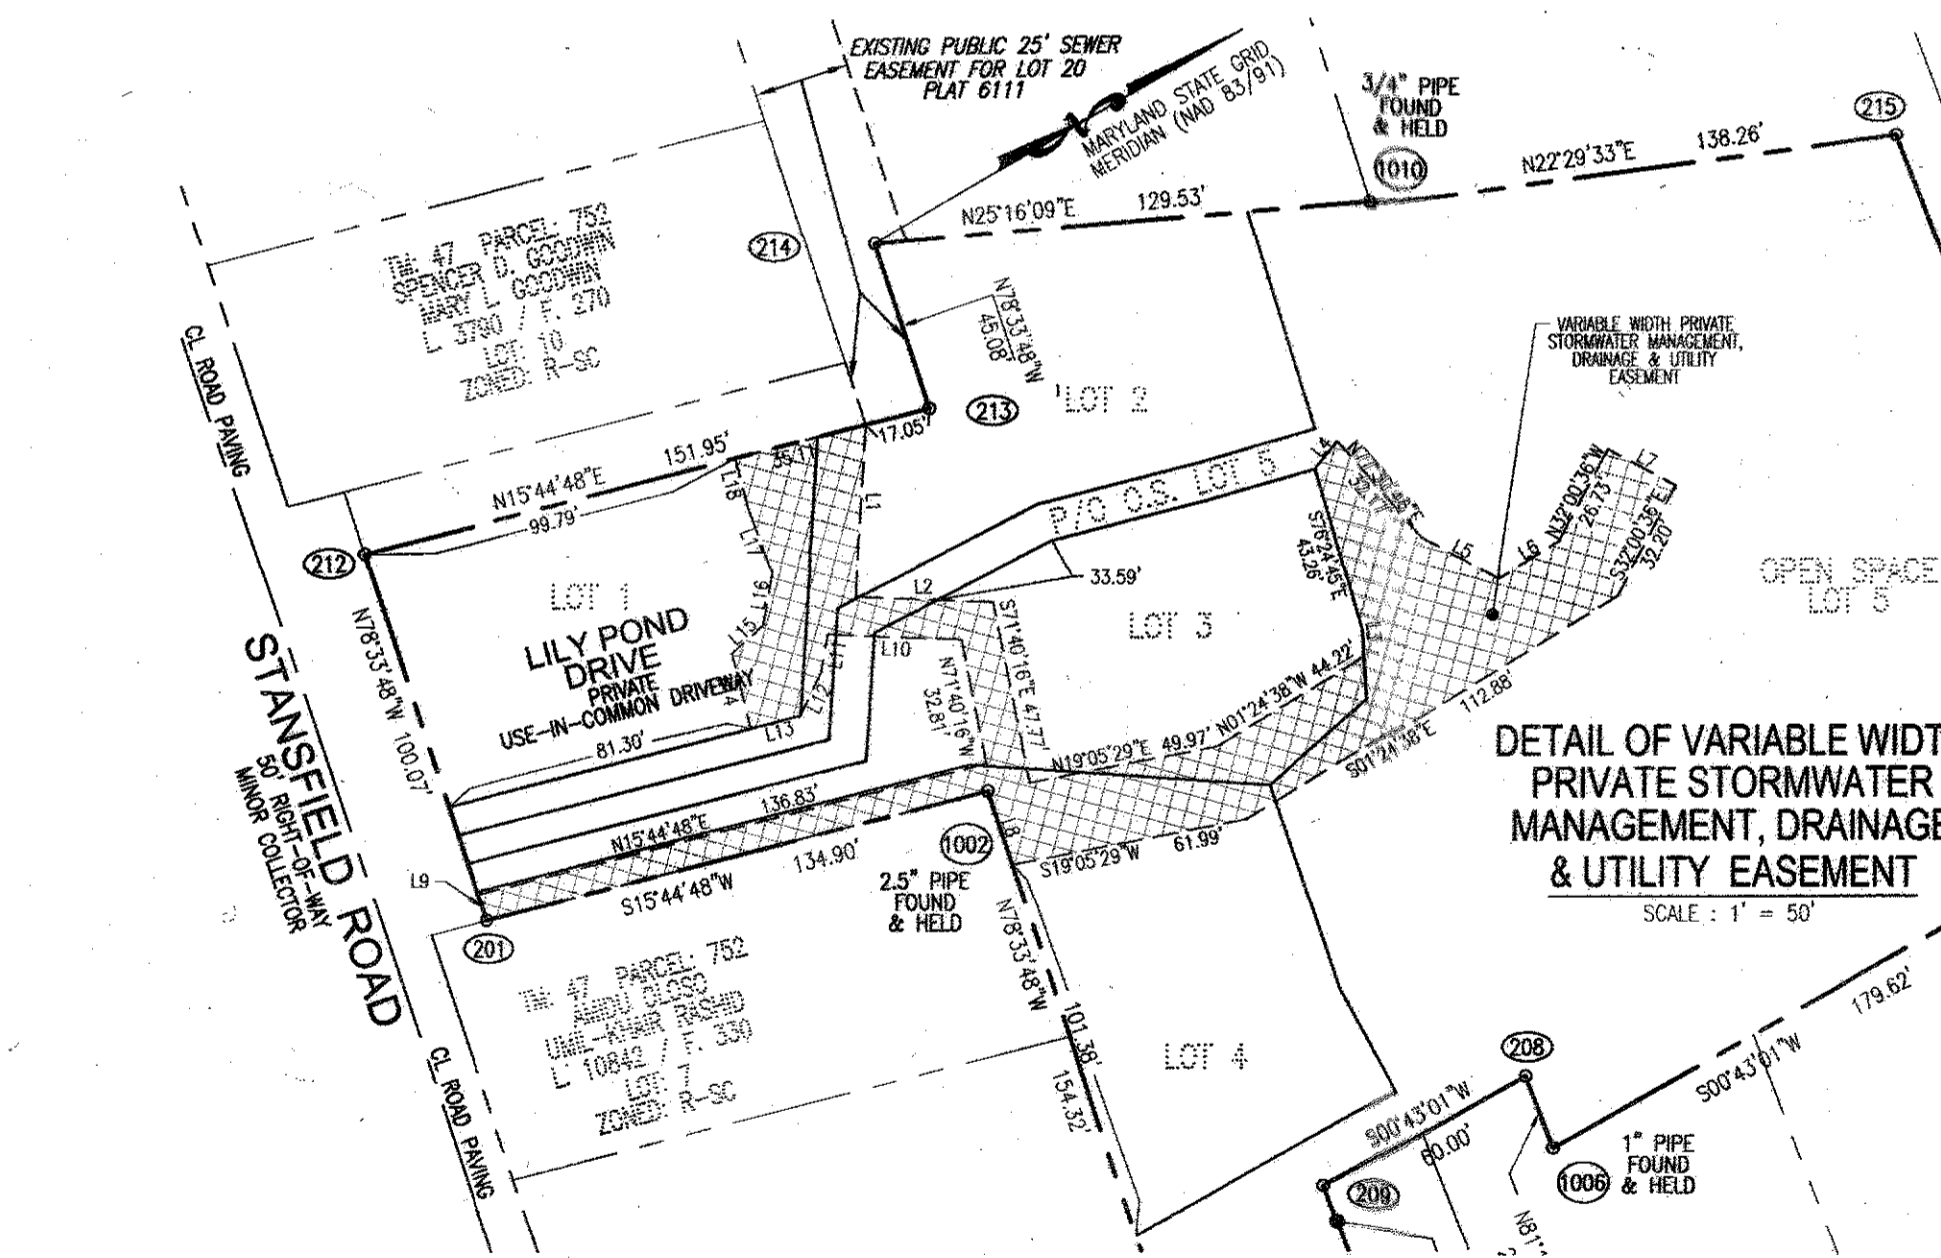 EXISTING PUBLIC 25' SEWER
EASEMENT FOR LOT 20
PLAT 6111
MARYLAND STATE GRID
MERIDIAN (NAD 83/91)
3/4" PIPE
FOUND
& HELD
1010
215
N22°29'33"E 138.26'
N25°16'09"E 129.53'
214
TM: 47 PARCEL: 752
SPENCER D. GOODWIN
MARY L. GOODWIN
L. 3790 / F. 270
LOT: 10
ZONED: R-SC
CL ROAD PAVING
N78°33'48"W
45.08'
213
LOT 2
VARIABLE WIDTH PRIVATE
STORMWATER MANAGEMENT,
DRAINAGE & UTILITY
EASEMENT
17.05'
35.11'
151.95'
N15°44'48"E
99.79'
212
L18
L17
L16
L15
L1
L2
P/O O.S. LOT 5
33.59'
L4
S76°24'45"E
43.26'
L5
L6
N32°00'36"W
26.73'
L7
S32°00'36"E
32.20'
OPEN SPACE
LOT 5
LOT 1
LILY POND
DRIVE
PRIVATE
USE-IN-COMMON DRIVEWAY
LOT 3
N78°33'48"W 100.07'
STANSFIELD ROAD
50' RIGHT-OF-WAY
MINOR COLLECTOR
L11
L10
L12
L13
81.30'
N71°40'16"W
32.81'
S71°40'16"E 47.77'
N19°05'29"E 49.97'
N01°24'38"W 44.22'
S01°24'38"E
112.88'
136.83'
N15°44'48"E
134.90'
S15°44'48"W
L9
201
1002
2.5" PIPE
FOUND
& HELD
S19°05'29"W 61.99'
DETAIL OF VARIABLE WIDT
PRIVATE STORMWATER
MANAGEMENT, DRAINAGE
& UTILITY EASEMENT
SCALE : 1' = 50'
N78°33'48"W
101.38'
154.32'
TM: 47 PARCEL: 752
UMIL-KHAIR RASHID
L. 10842 / F. 330
LOT: 7
ZONED: R-SC
CL ROAD PAVING
LOT 4
208
S00°43'01"W
60.00'
209
S00°43'01"W
179.62'
1006
1" PIPE
FOUND
& HELD